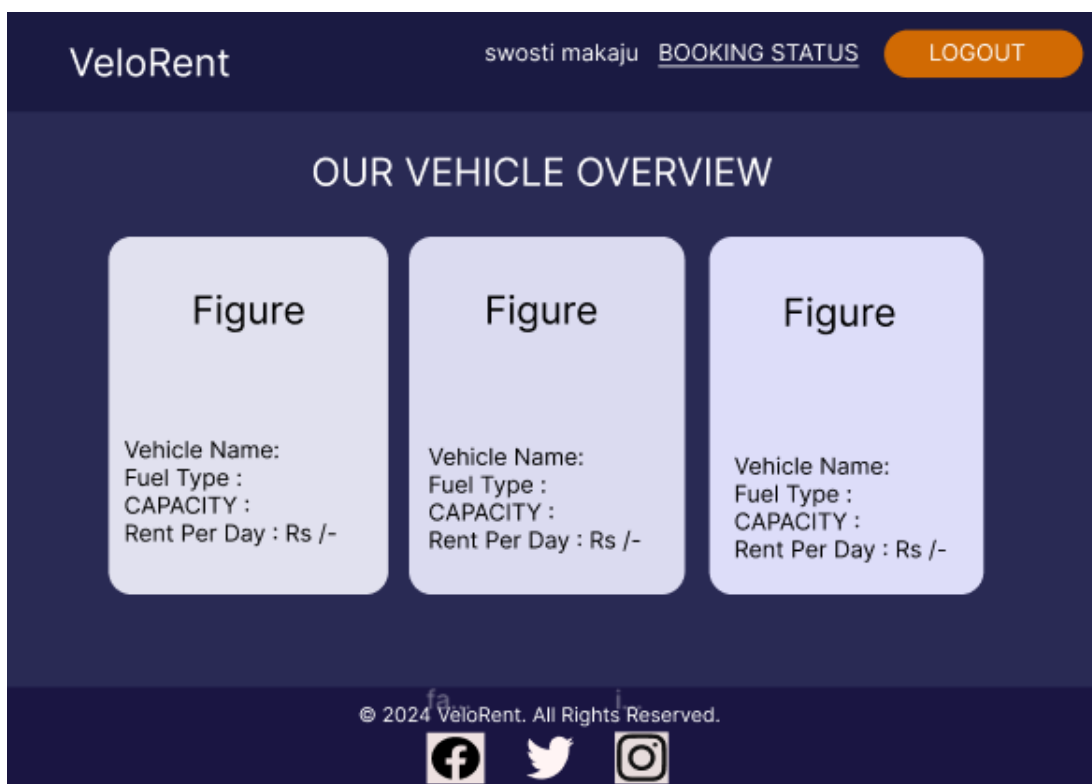 VeloRent
swosti makaju BOOKING STATUS LOGOUT
OUR VEHICLE OVERVIEW
Figure
Vehicle Name:
Fuel Type :
CAPACITY :
Rent Per Day : Rs /-
Figure
Vehicle Name:
Fuel Type :
CAPACITY :
Rent Per Day : Rs /-
Figure
Vehicle Name:
Fuel Type :
CAPACITY :
Rent Per Day : Rs /-
fa... i...
© 2024 VeloRent. All Rights Reserved.